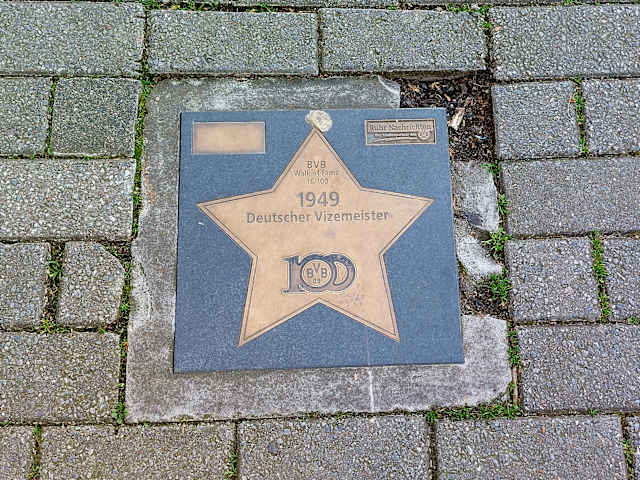 Ruhr Nachrichten
BVB
Walk of Fame
16/100
1949
Deutscher Vizemeister
100
BVB
09